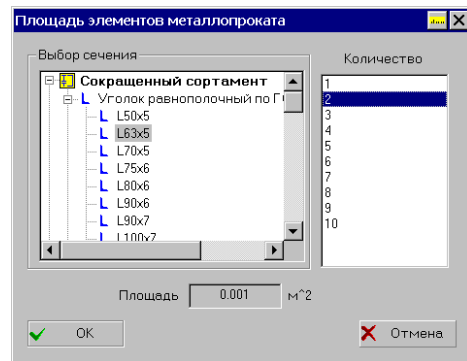 Площадь элементов металлопроката
Выбор сечения
Количество
Сокращенный сортамент
Уголок равнополочный по Г
L50x5
L63x5
L70x5
L75x6
L80x6
L90x6
L90x7
L100x7
1
2
3
4
5
6
7
8
9
10
Площадь 0.001 м^2
OK
Отмена